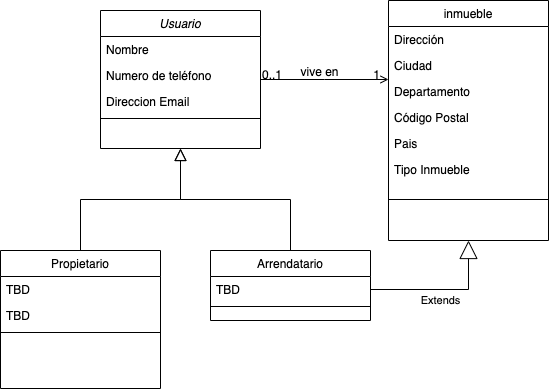 Usuario
Nombre
Numero de teléfono
Direccion Email
0..1
vive en
1
inmueble
Dirección
Ciudad
Departamento
Código Postal
Pais
Tipo Inmueble
Propietario
TBD
TBD
Arrendatario
TBD
Extends